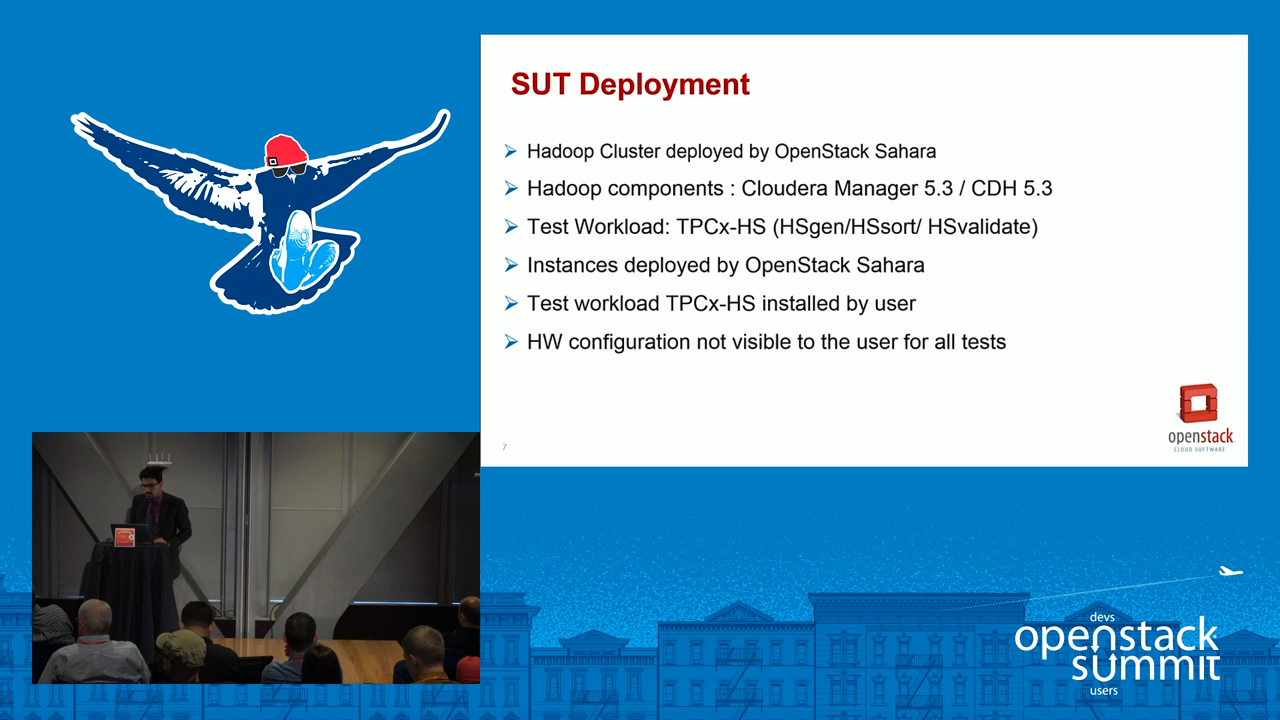 SUT Deployment
Hadoop Cluster deployed by OpenStack Sahara
Hadoop components : Cloudera Manager 5.3 / CDH 5.3
Test Workload: TPCx-HS (HSgen/HSsort/ HSvalidate)
Instances deployed by OpenStack Sahara
Test workload TPCx-HS installed by user
HW configuration not visible to the user for all tests
7
openstack
CLOUD SOFTWARE
devs
openstack
summit
users